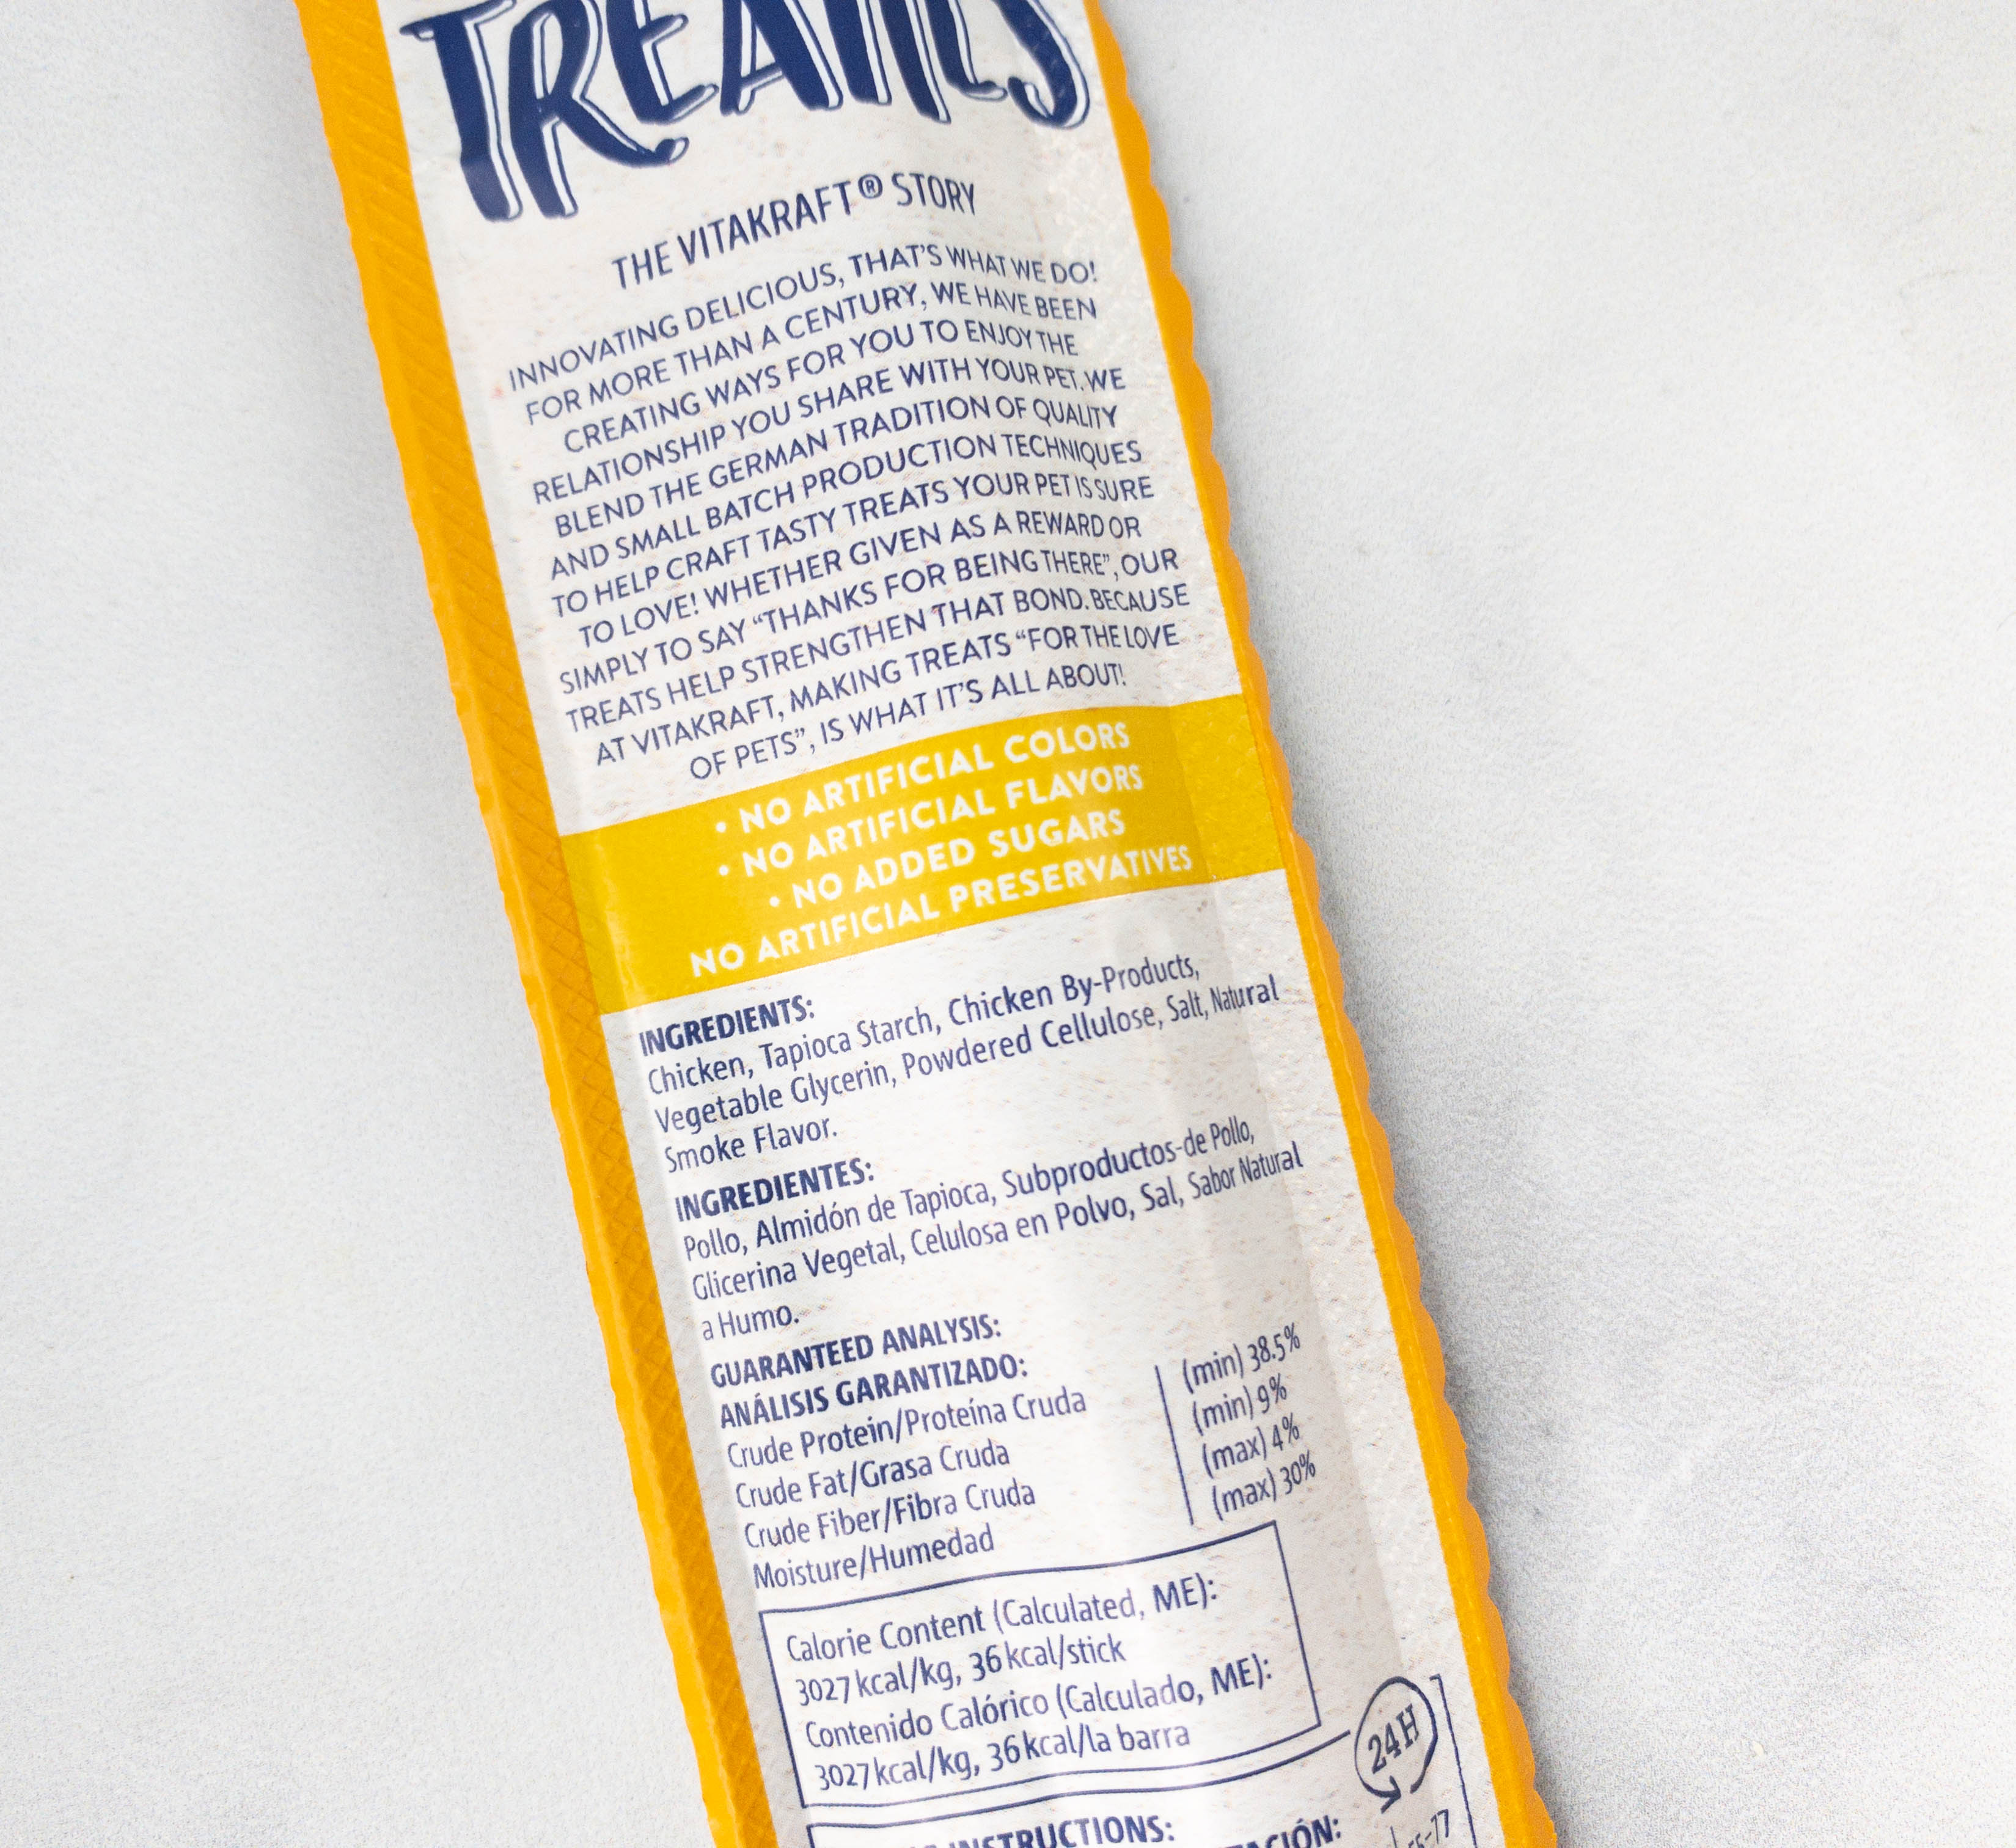 TREATS
THE VITAKRAFT® STORY
INNOVATING DELICIOUS, THAT'S WHAT WE DO!
FOR MORE THAN A CENTURY, WE HAVE BEEN
CREATING WAYS FOR YOU TO ENJOY THE
RELATIONSHIP YOU SHARE WITH YOUR PET. WE
BLEND THE GERMAN TRADITION OF QUALITY
AND SMALL BATCH PRODUCTION TECHNIQUES
TO HELP CRAFT TASTY TREATS YOUR PET IS SURE
TO LOVE! WHETHER GIVEN AS A REWARD OR
SIMPLY TO SAY “THANKS FOR BEING THERE”, OUR
TREATS HELP STRENGTHEN THAT BOND. BECAUSE
AT VITAKRAFT, MAKING TREATS “FOR THE LOVE
OF PETS”, IS WHAT IT'S ALL ABOUT!
• NO ARTIFICIAL COLORS
• NO ARTIFICIAL FLAVORS
• NO ADDED SUGARS
NO ARTIFICIAL PRESERVATIVES
INGREDIENTS:
Chicken, Tapioca Starch, Chicken By-Products,
Vegetable Glycerin, Powdered Cellulose, Salt, Natural
Smoke Flavor.
INGREDIENTES:
Pollo, Almidón de Tapioca, Subproductos-de Pollo,
Glicerina Vegetal, Celulosa en Polvo, Sal, Sabor Natural
a Humo.
GUARANTEED ANALYSIS:
ANÁLISIS GARANTIZADO:
Crude Protein/Proteína Cruda (min) 38.5%
Crude Fat/Grasa Cruda (min) 9%
Crude Fiber/Fibra Cruda (max) 4%
Moisture/Humedad (max) 30%
Calorie Content (Calculated, ME):
3027 kcal/kg, 36 kcal/stick
Contenido Calórico (Calculado, ME):
3027 kcal/kg, 36 kcal/la barra
24H
INSTRUCTIONS: